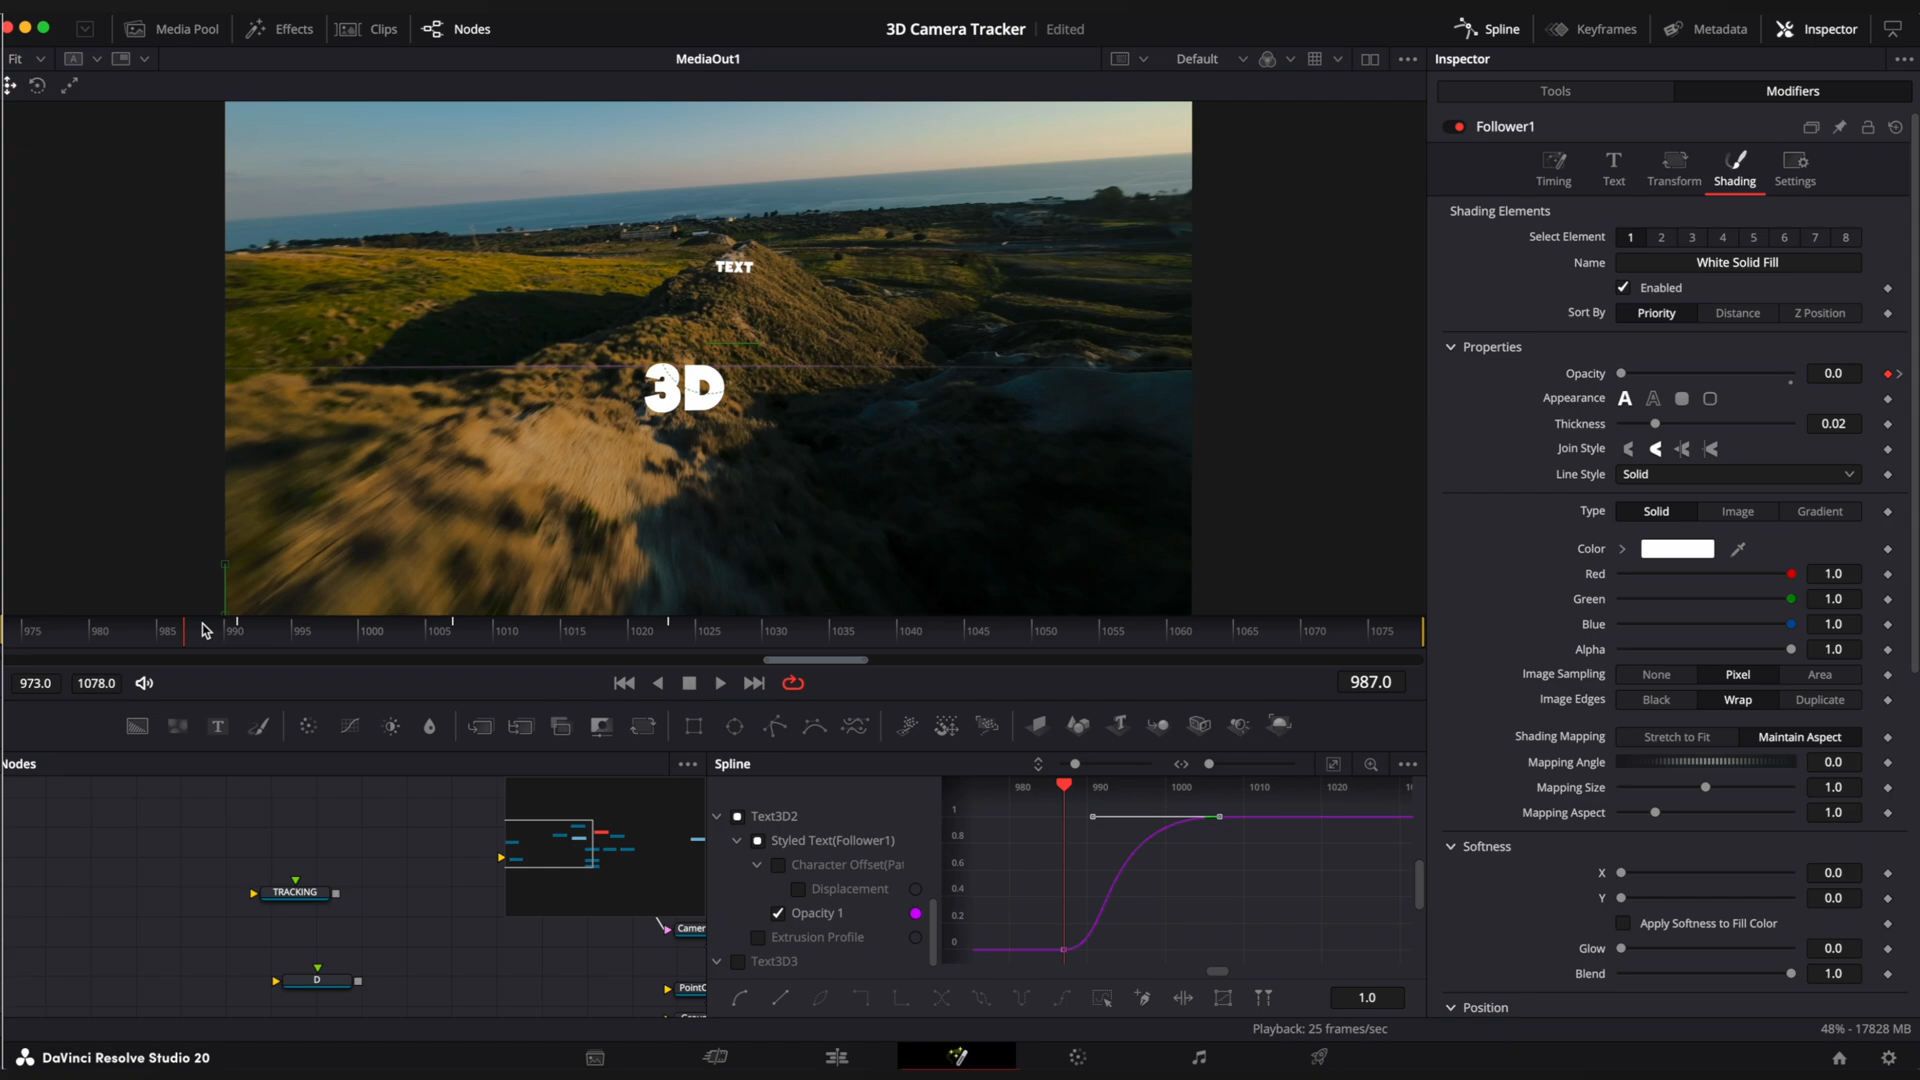 Media Pool Effects Clips Nodes 3D Camera Tracker Edited Spline Keyframes Metadata Inspector
Fit A MediaOut1 Default Inspector
Tools Modifiers
Follower1
Timing Text Transform Shading Settings
Shading Elements
Select Element 1 2 3 4 5 6 7 8
Name White Solid Fill
Enabled
Sort By Priority Distance Z Position
Properties
Opacity 0.0
Appearance
Thickness 0.02
Join Style
Line Style Solid
Type Solid Image Gradient
Color
Red 1.0
Green 1.0
Blue 1.0
Alpha 1.0
Image Sampling None Pixel Area
Image Edges Black Wrap Duplicate
Shading Mapping Stretch to Fit Maintain Aspect
Mapping Angle 0.0
Mapping Size 1.0
Mapping Aspect 1.0
Softness
X 0.0
Y 0.0
Apply Softness to Fill Color
Glow 0.0
Blend 1.0
Position
TEXT
3D
975 980 985 990 995 1000 1005 1010 1015 1020 1025 1030 1035 1040 1045 1050 1055 1060 1065 1070 1075
973.0 1078.0 987.0
Nodes
TRACKING
D
Camer
PointC
Spline
980 990 1000 1010 1020
Text3D2
Styled Text(Follower1)
Character Offset(Pa
Displacement
Opacity 1
Extrusion Profile
Text3D3
1
0.8
0.6
0.4
0.2
0
1.0
Playback: 25 frames/sec 48% - 17828 MB
DaVinci Resolve Studio 20